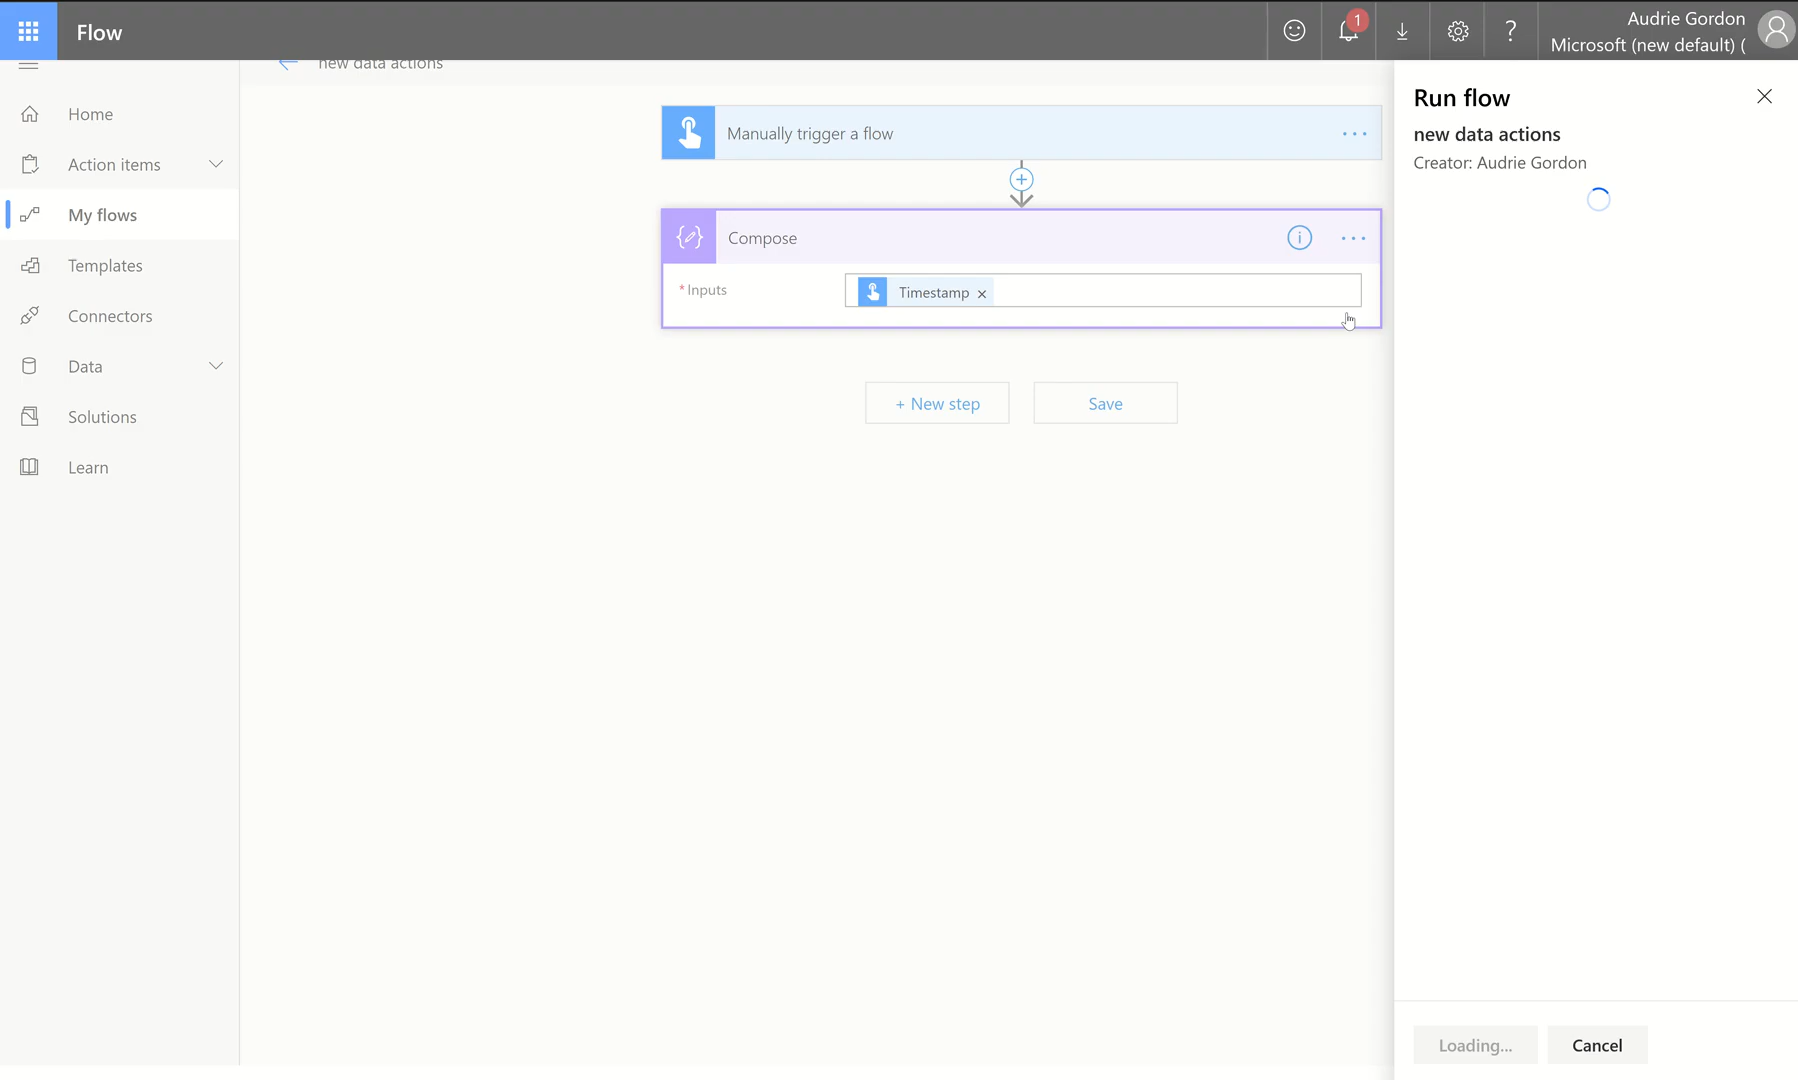 Flow
1
?
Audrie Gordon
Microsoft (new default) (
new data actions
Home
Action items
My flows
Templates
Connectors
Data
Solutions
Learn
Manually trigger a flow
Compose
* Inputs
Timestamp ×
+ New step
Save
Run flow
new data actions
Creator: Audrie Gordon
Loading...
Cancel